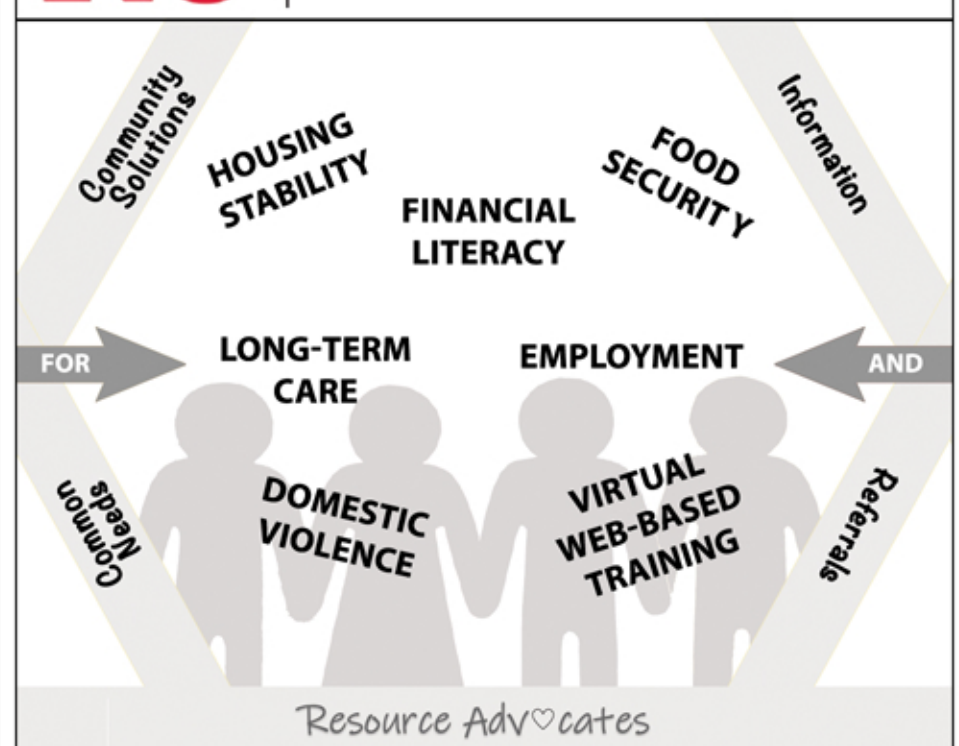 Community
Solutions
HOUSING
STABILITY
FINANCIAL
LITERACY
FOOD
SECURITY
Information
FOR
LONG-TERM
CARE
EMPLOYMENT
AND
Common
Needs
DOMESTIC
VIOLENCE
VIRTUAL
WEB-BASED
TRAINING
Referrals
Resource Adv♡cates